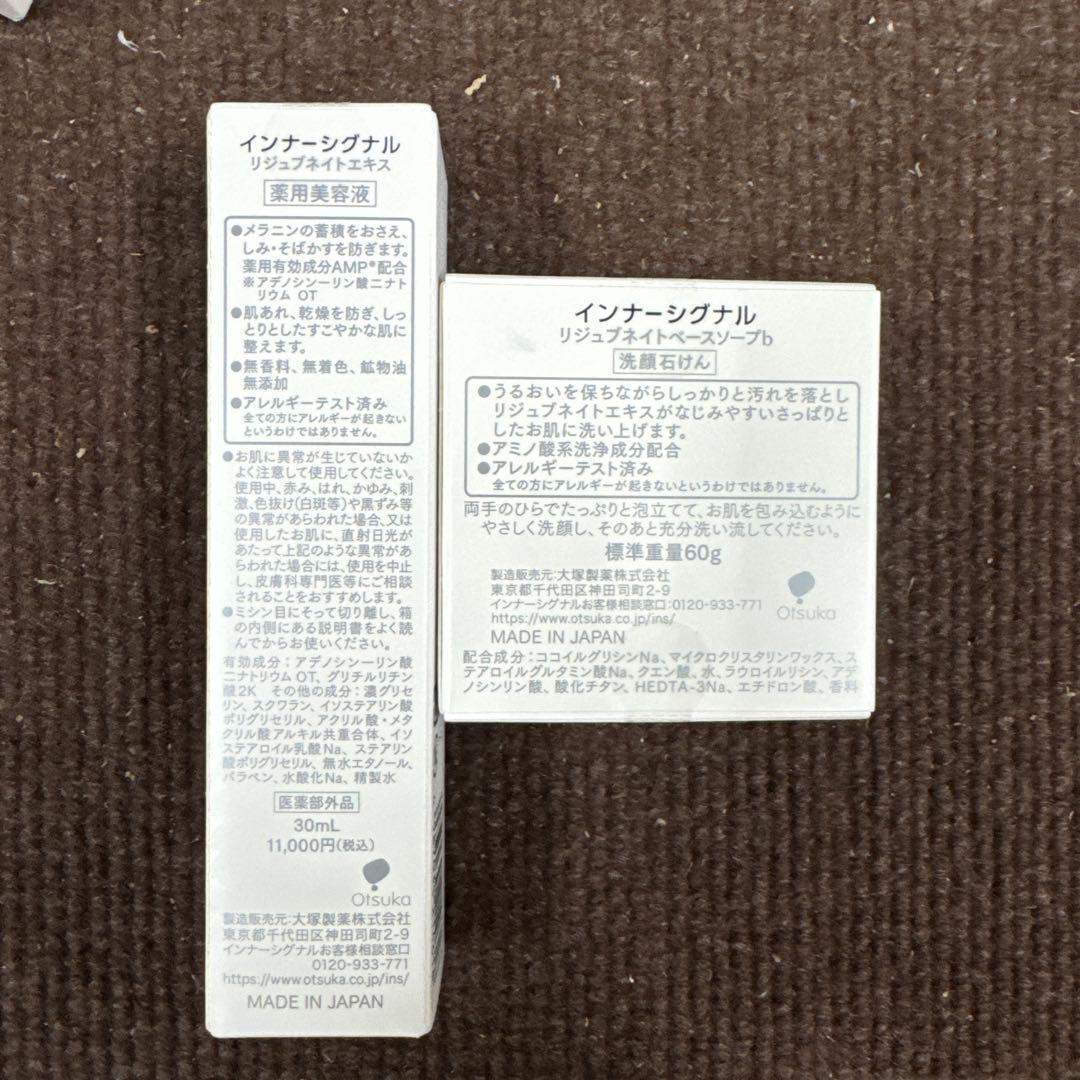 インナーシグナル
リジュブネイトエキス
薬用美容液
●メラニンの蓄積をおさえ、
しみ・そばかすを防ぎます。
薬用有効成分AMP※配合
※アデノシン一リン酸二ナト
リウム OT
●肌あれ、乾燥を防ぎ、しっ
とりとしたすこやかな肌に
整えます。
●無香料、無着色、鉱物油
無添加
●アレルギーテスト済み
全ての方にアレルギーが起きない
というわけではありません。
●お肌に異常が生じていないか
よく注意して使用してください。
使用中、赤み、はれ、かゆみ、刺
激、色抜け(白斑等)や黒ずみ等
の異常があらわれた場合、又は
使用したお肌に、直射日光が
あたって上記のような異常があ
らわれた場合には、使用を中止
し、皮膚科専門医等にご相談
されることをおすすめします。
●ミシン目にそって切り離し、箱
の内側にある説明書をよく読
んでからお使いください。
有効成分：アデノシン一リン酸
二ナトリウム OT、グリチルリチン
酸2K その他の成分：濃グリセ
リン、スクワラン、イソステアリン酸
ポリグリセリル、アクリル酸・メタ
クリル酸アルキル共重合体、イソ
ステアロイル乳酸Na、ステアリン
酸ポリグリセリル、無水エタノール、
パラベン、水酸化Na、精製水
医薬部外品
30mL
11,000円(税込)
Otsuka
製造販売元：大塚製薬株式会社
東京都千代田区神田司町2-9
インナーシグナルお客様相談窓口
0120-933-771
https://www.otsuka.co.jp/ins/
MADE IN JAPAN
インナーシグナル
リジュブネイトベースソープb
洗顔石けん
●うるおいを保ちながらしっかりと汚れを落とし
リジュブネイトエキスがなじみやすいさっぱりと
したお肌に洗い上げます。
●アミノ酸系洗浄成分配合
●アレルギーテスト済み
全ての方にアレルギーが起きないというわけではありません。
両手のひらでたっぷりと泡立てて、お肌を包み込むように
やさしく洗顔し、そのあと充分洗い流してください。
標準重量60g
製造販売元：大塚製薬株式会社
東京都千代田区神田司町2-9
インナーシグナルお客様相談窓口：0120-933-771
https://www.otsuka.co.jp/ins/
MADE IN JAPAN
Otsuka
配合成分：ココイルグリシンNa、マイクロクリスタリンワックス、ス
テアロイルグルタミン酸Na、クエン酸、水、ラウロイルリシン、アデ
ノシンリン酸、酸化チタン、HEDTA-3Na、エチドロン酸、香料